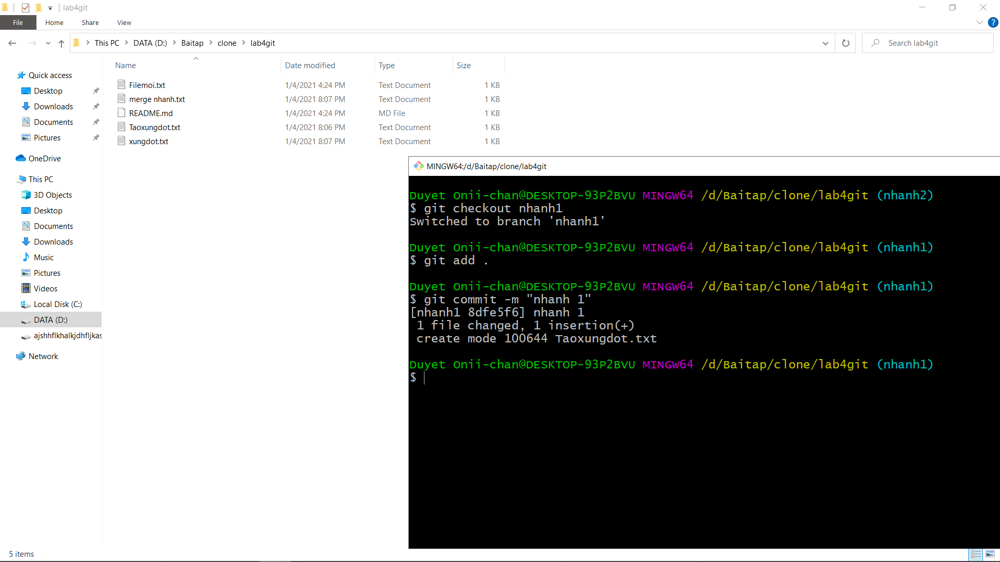 lab4git
File Home Share View
This PC DATA (D:) Baitap clone lab4git
Search lab4git
Name Date modified Type Size
Filemoi.txt 1/4/2021 4:24 PM Text Document 1 KB
merge nhanh.txt 1/4/2021 8:07 PM Text Document 1 KB
README.md 1/4/2021 4:24 PM MD File 1 KB
Taoxungdot.txt 1/4/2021 8:06 PM Text Document 1 KB
xungdot.txt 1/4/2021 8:07 PM Text Document 1 KB
Quick access
Desktop
Downloads
Documents
Pictures
OneDrive
This PC
3D Objects
Desktop
Documents
Downloads
Music
Pictures
Videos
Local Disk (C:)
DATA (D:)
ajshhflkhalkjdhfljkas
Network
5 items
MINGW64:/d/Baitap/clone/lab4git
Duyet Onii-chan@DESKTOP-93P2BVU MINGW64 /d/Baitap/clone/lab4git (nhanh2)
$ git checkout nhanh1
Switched to branch 'nhanh1'
Duyet Onii-chan@DESKTOP-93P2BVU MINGW64 /d/Baitap/clone/lab4git (nhanh1)
$ git add .
Duyet Onii-chan@DESKTOP-93P2BVU MINGW64 /d/Baitap/clone/lab4git (nhanh1)
$ git commit -m "nhanh 1"
[nhanh1 8dfe5f6] nhanh 1
1 file changed, 1 insertion(+)
create mode 100644 Taoxungdot.txt
Duyet Onii-chan@DESKTOP-93P2BVU MINGW64 /d/Baitap/clone/lab4git (nhanh1)
$